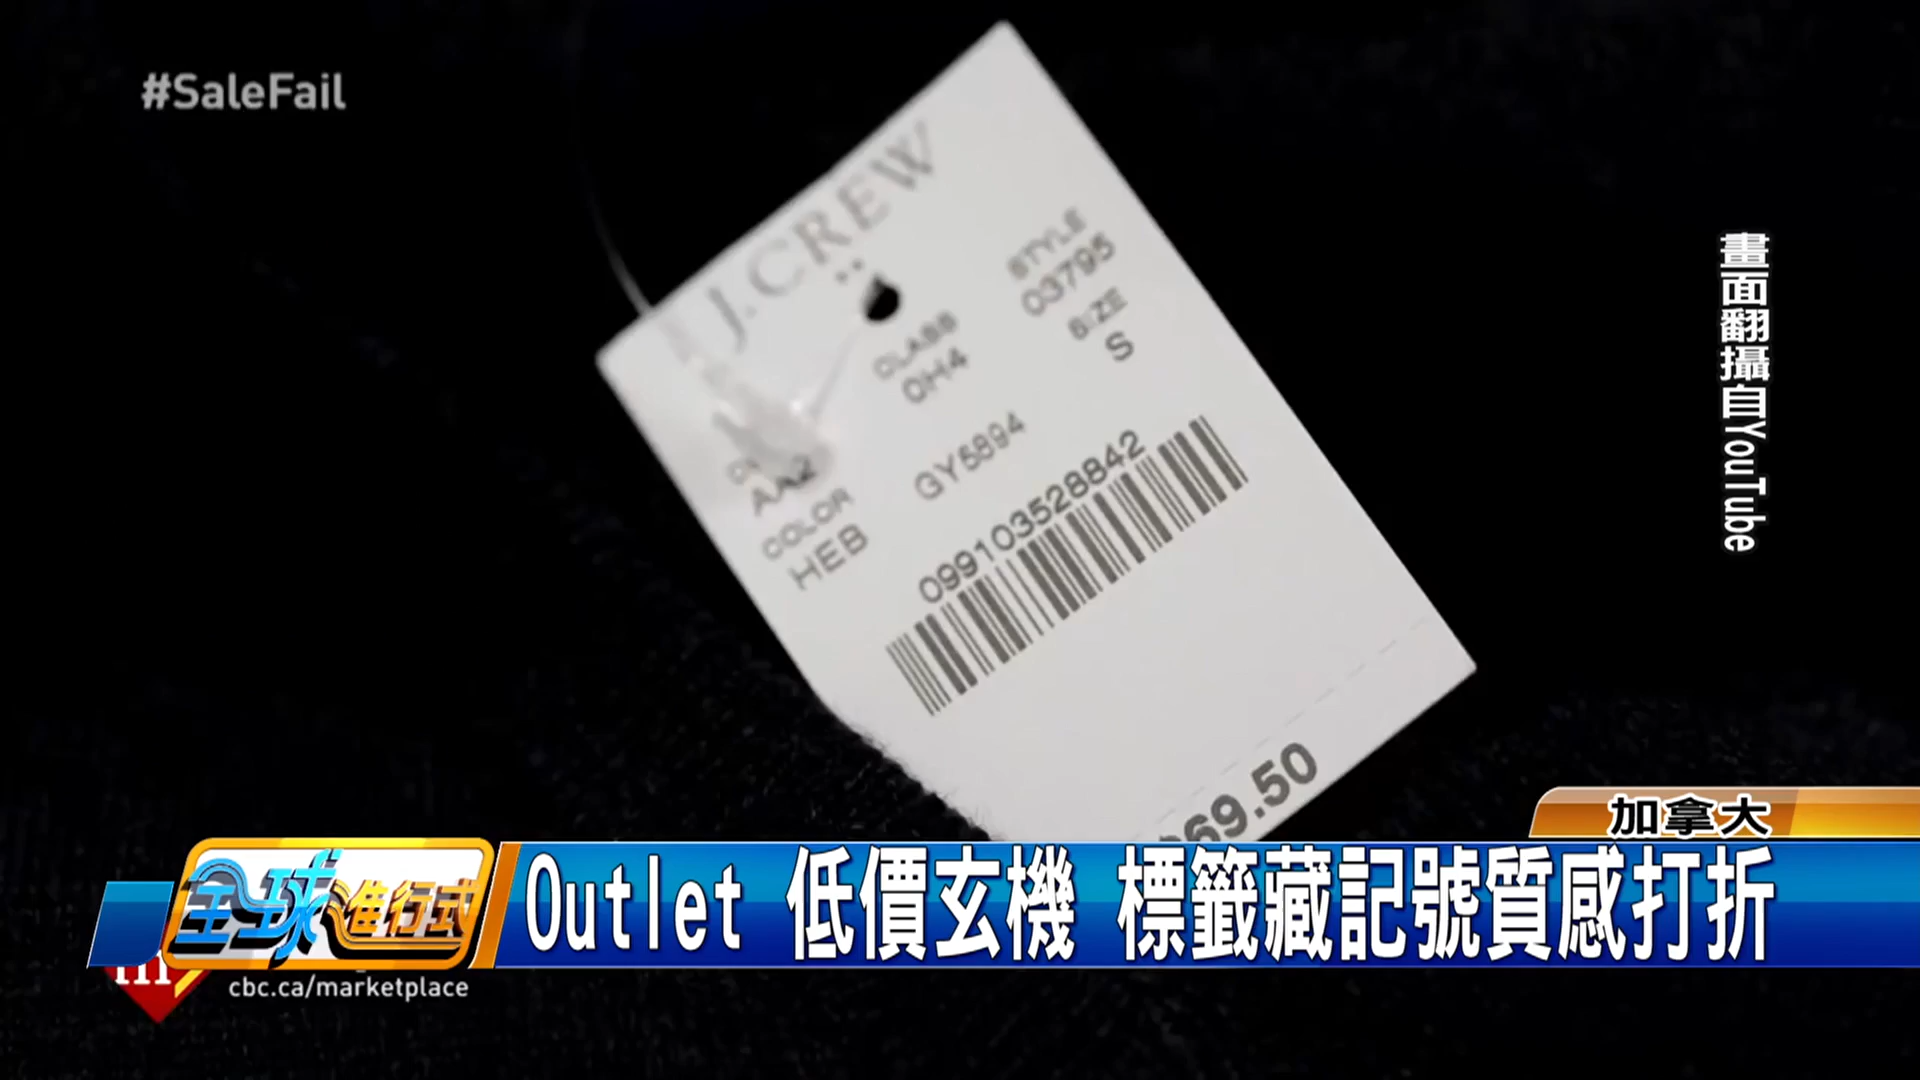 #SaleFail
J.CREW
STYLE
03795
CLASS
0H4
SIZE
S
AA2
COLOR
HEB
GY5894
099103528842
69.50
畫面翻攝自YouTube
加拿大
全球進行式
Outlet 低價玄機 標籤藏記號質感打折
cbc.ca/marketplace